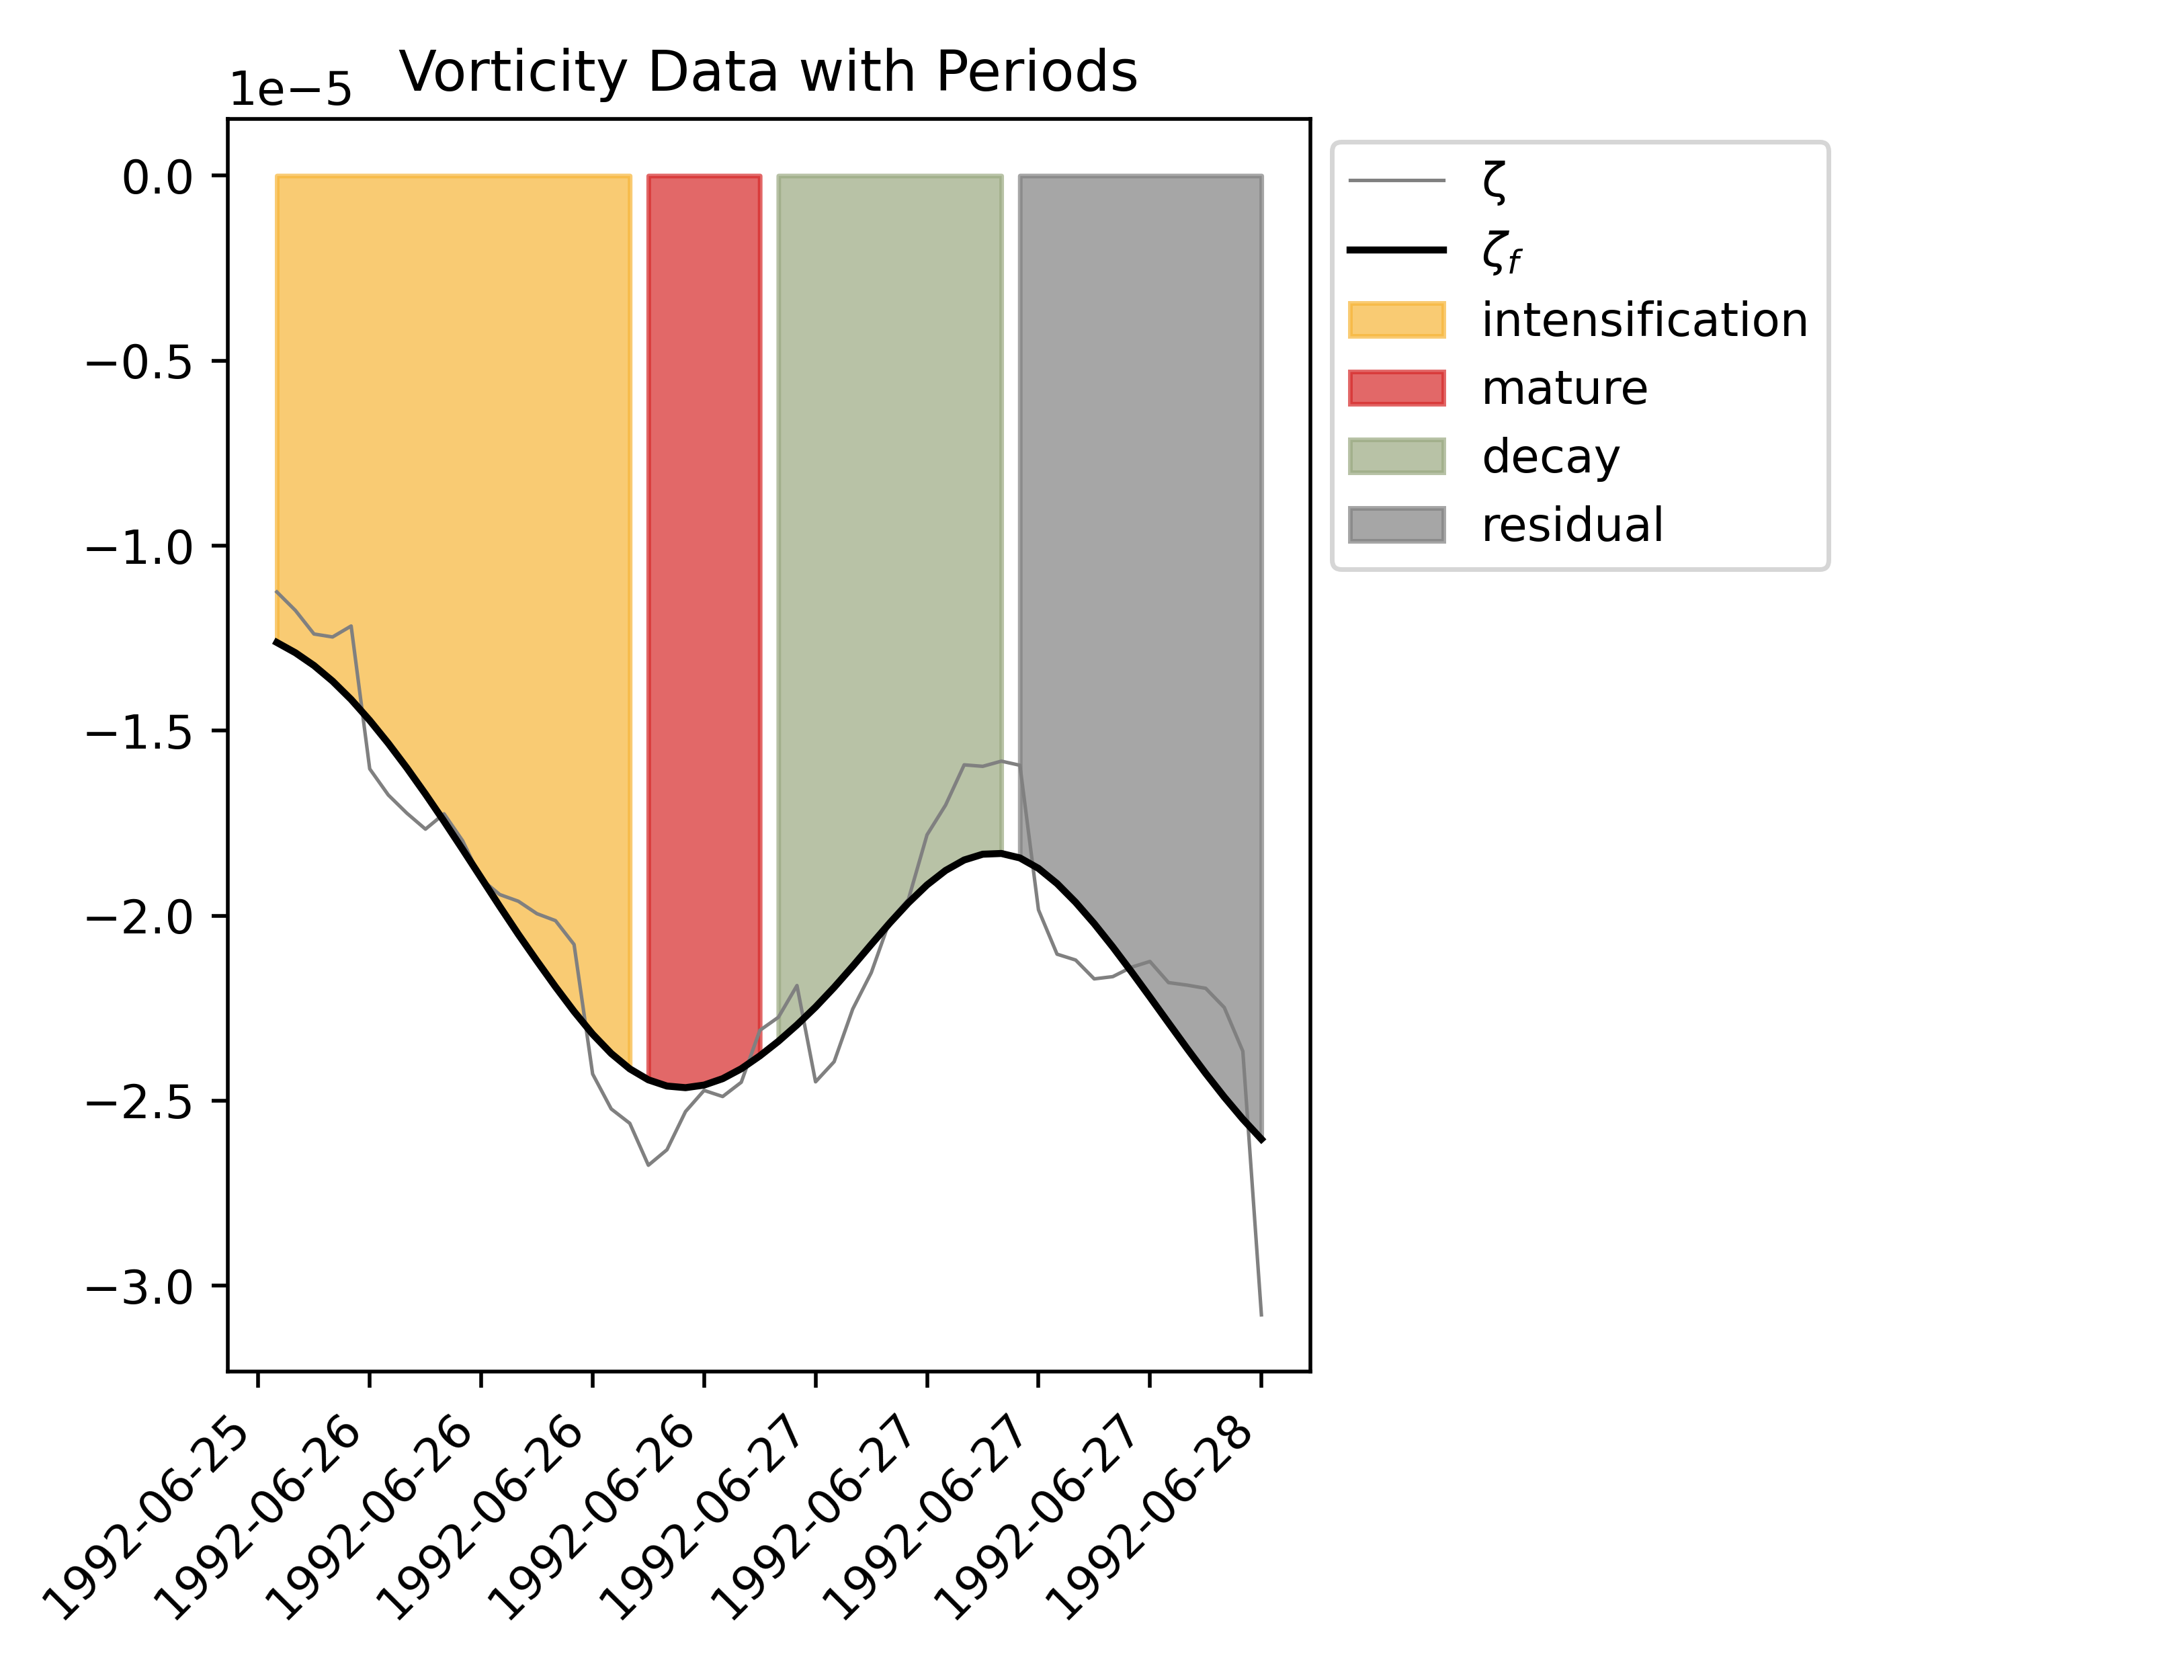 Vorticity Data with Periods
1e−5
0.0
−0.5
−1.0
−1.5
−2.0
−2.5
−3.0
1992-06-25
1992-06-26
1992-06-26
1992-06-26
1992-06-26
1992-06-27
1992-06-27
1992-06-27
1992-06-27
1992-06-28
ζ
ζf
intensification
mature
decay
residual